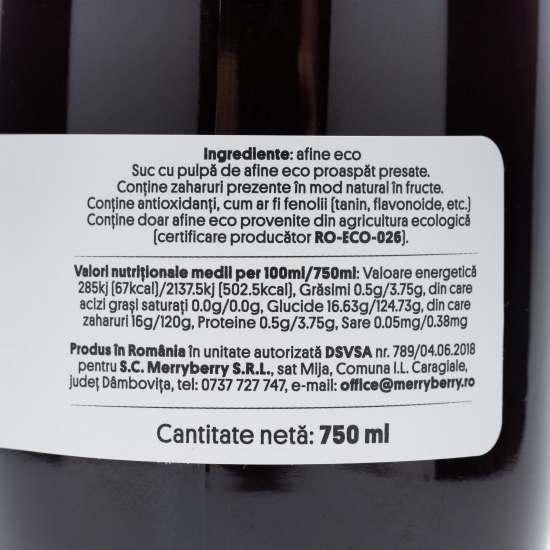 Ingrediente: afine eco
Suc cu pulpă de afine eco proaspăt presate.
Conține zaharuri prezente în mod natural în fructe.
Conține antioxidanți, cum ar fi fenolii (tanin, flavonoide, etc.)
Conține doar afine eco provenite din agricultura ecologică
(certificare producător RO-ECO-026).
Valori nutriționale medii per 100ml/750ml: Valoare energetică
285kj (67kcal)/2137.5kj (502.5kcal), Grăsimi 0.5g/3.75g, din care
acizi grași saturați 0.0g/0.0g, Glucide 16.63g/124.73g, din care
zaharuri 16g/120g, Proteine 0.5g/3.75g, Sare 0.05mg/0.38mg
Produs în România în unitate autorizată DSVSA nr. 789/04.06.2018
pentru S.C. Merryberry S.R.L., sat Mija, Comuna I.L. Caragiale,
județ Dâmbovița, tel: 0737 727 747, e-mail: office@merryberry.ro
Cantitate netă: 750 ml